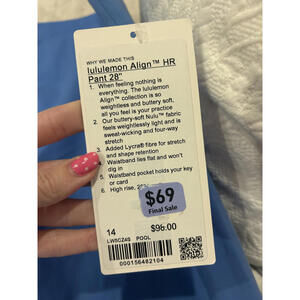 WHY WE MADE THIS
lululemon Align™ HR
Pant 28"
1. When feeling nothing is
everything. The lululemon
Align™ collection is so
weightless and buttery soft,
all you feel is your practice
2. Our buttery-soft Nulu™ fabric
feels weightlessly light and is
sweat-wicking and four-way
stretch
3. Added Lycra® fibre for stretch
and shape retention
4. Waistband lies flat and won't
dig in
5. Waistband pocket holds your key
or card
6. High rise, 28"
$69
Final Sale
14
$98.00
POOL
000156482104